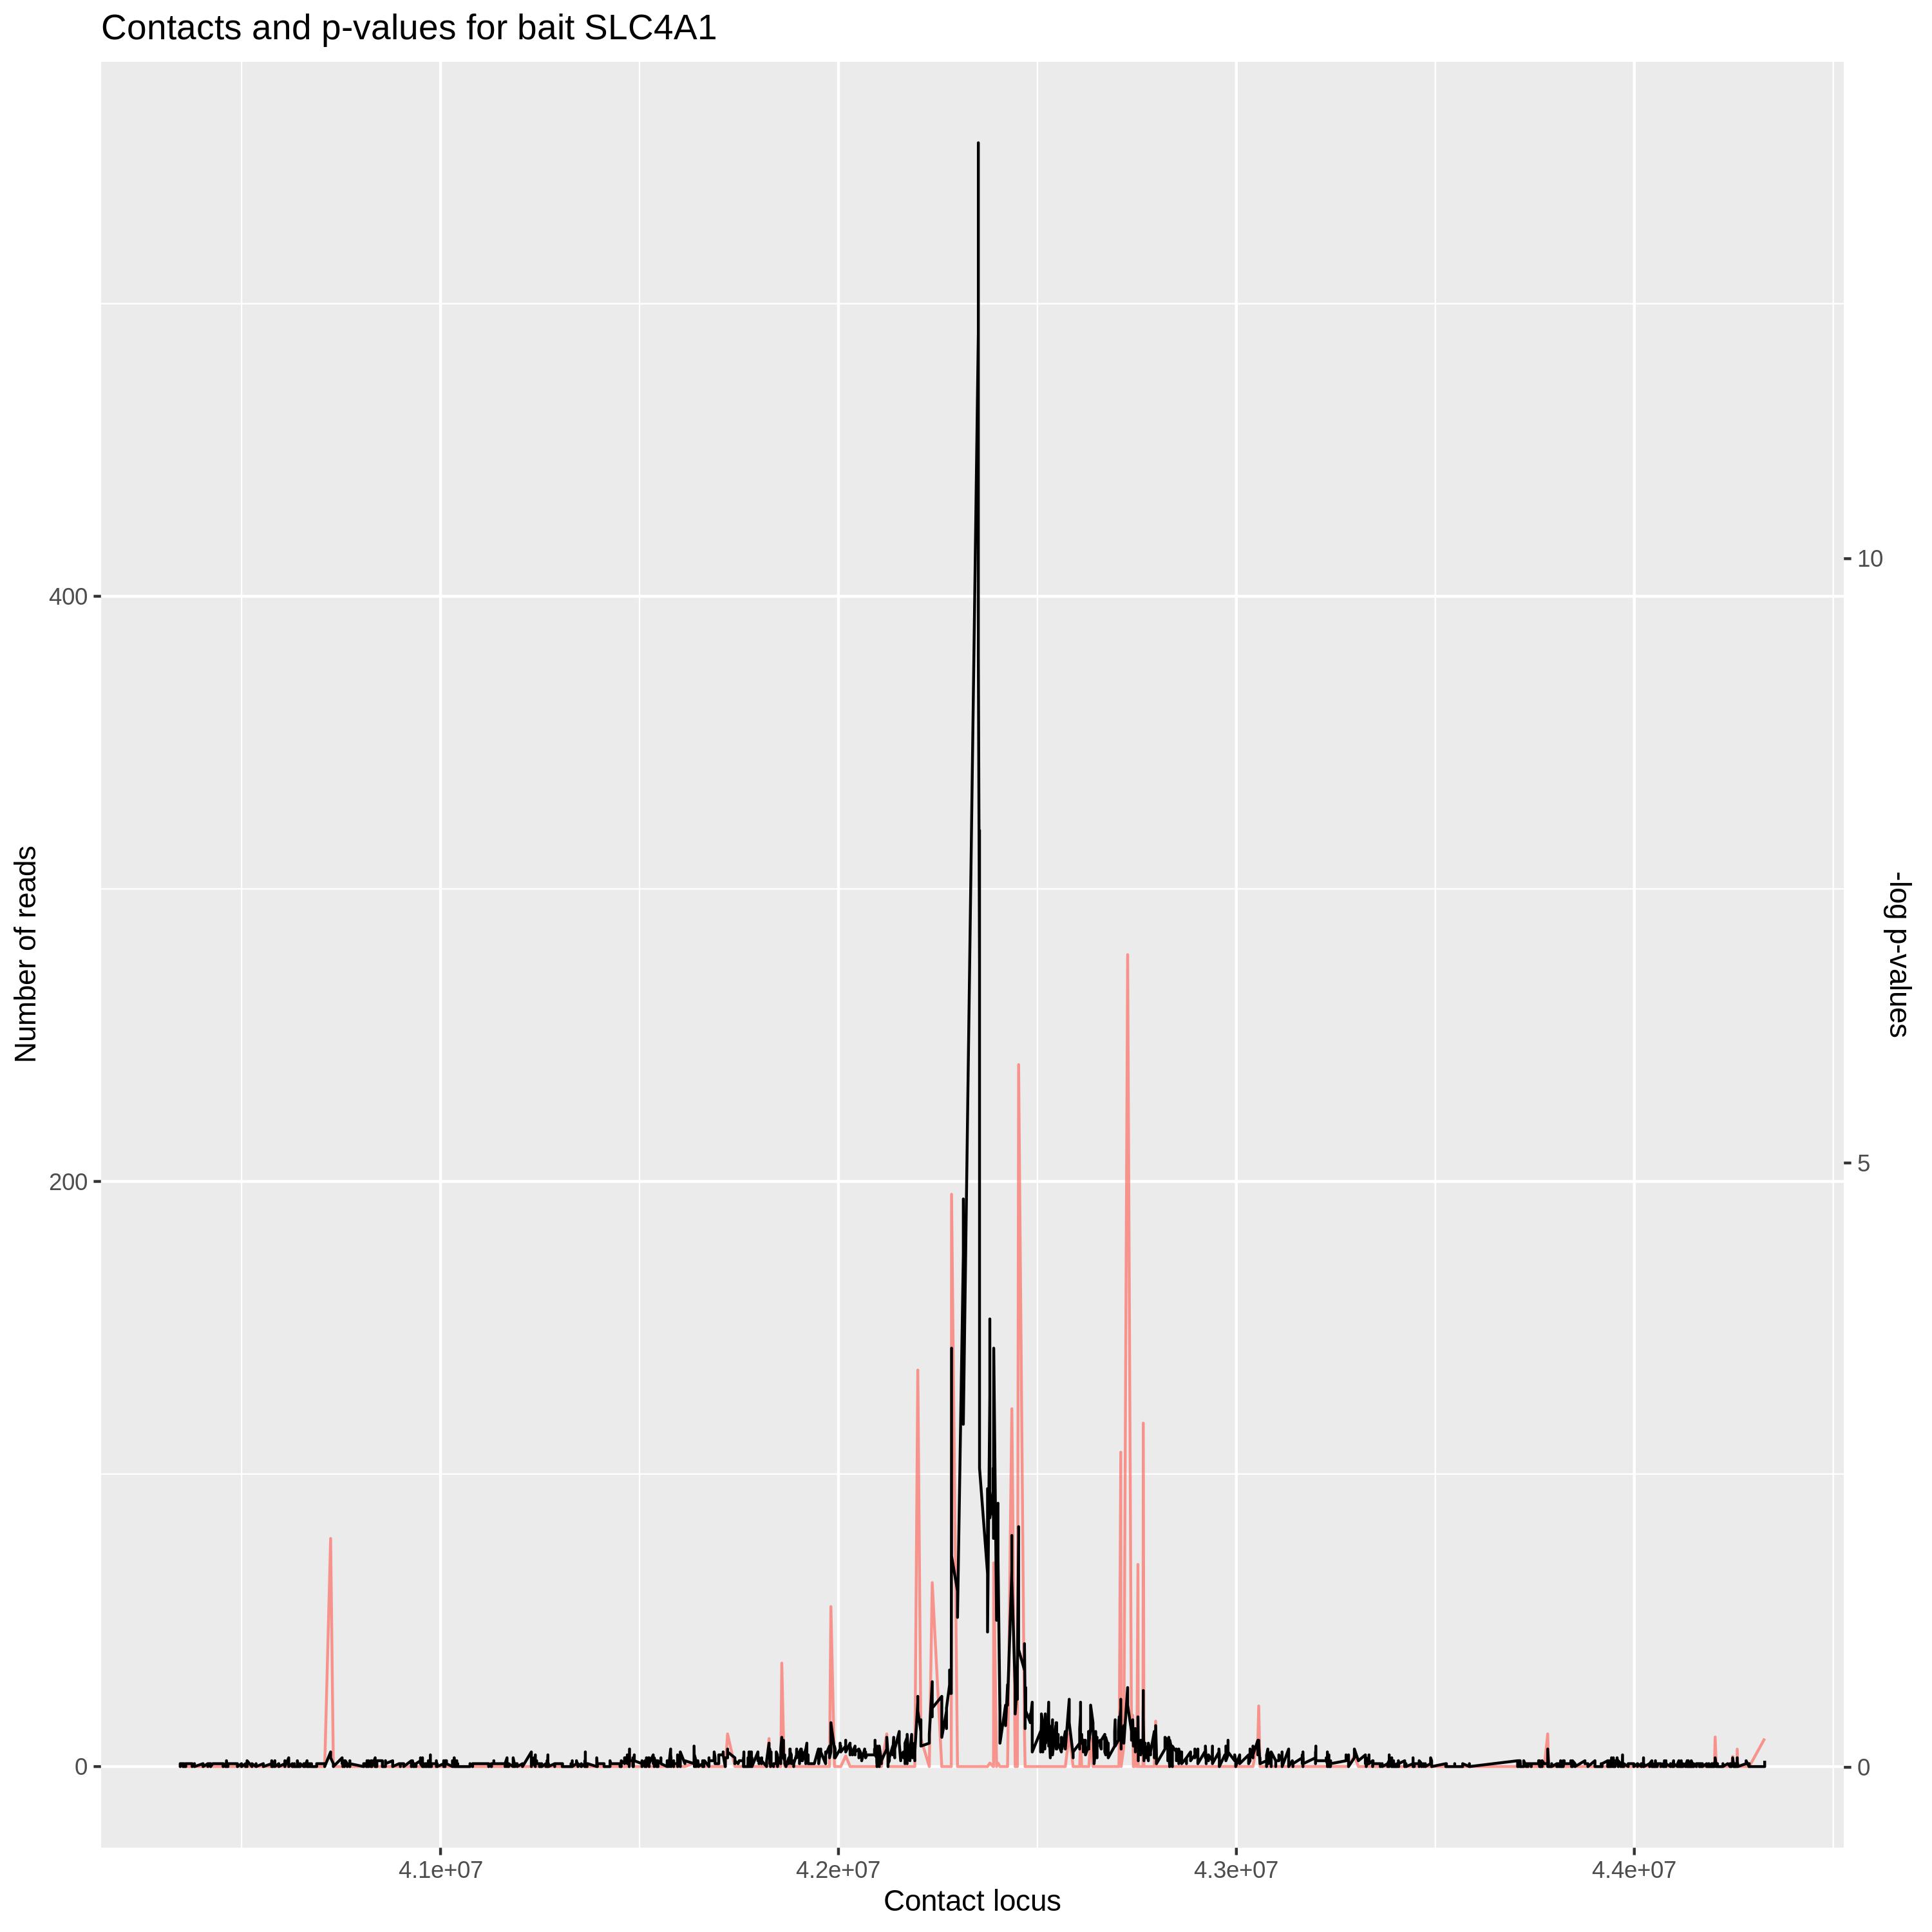 Contacts and p-values for bait SLC4A1
Number of reads
400
200
0
10
5
0
-log p-values
4.1e+07
4.2e+07
4.3e+07
4.4e+07
Contact locus